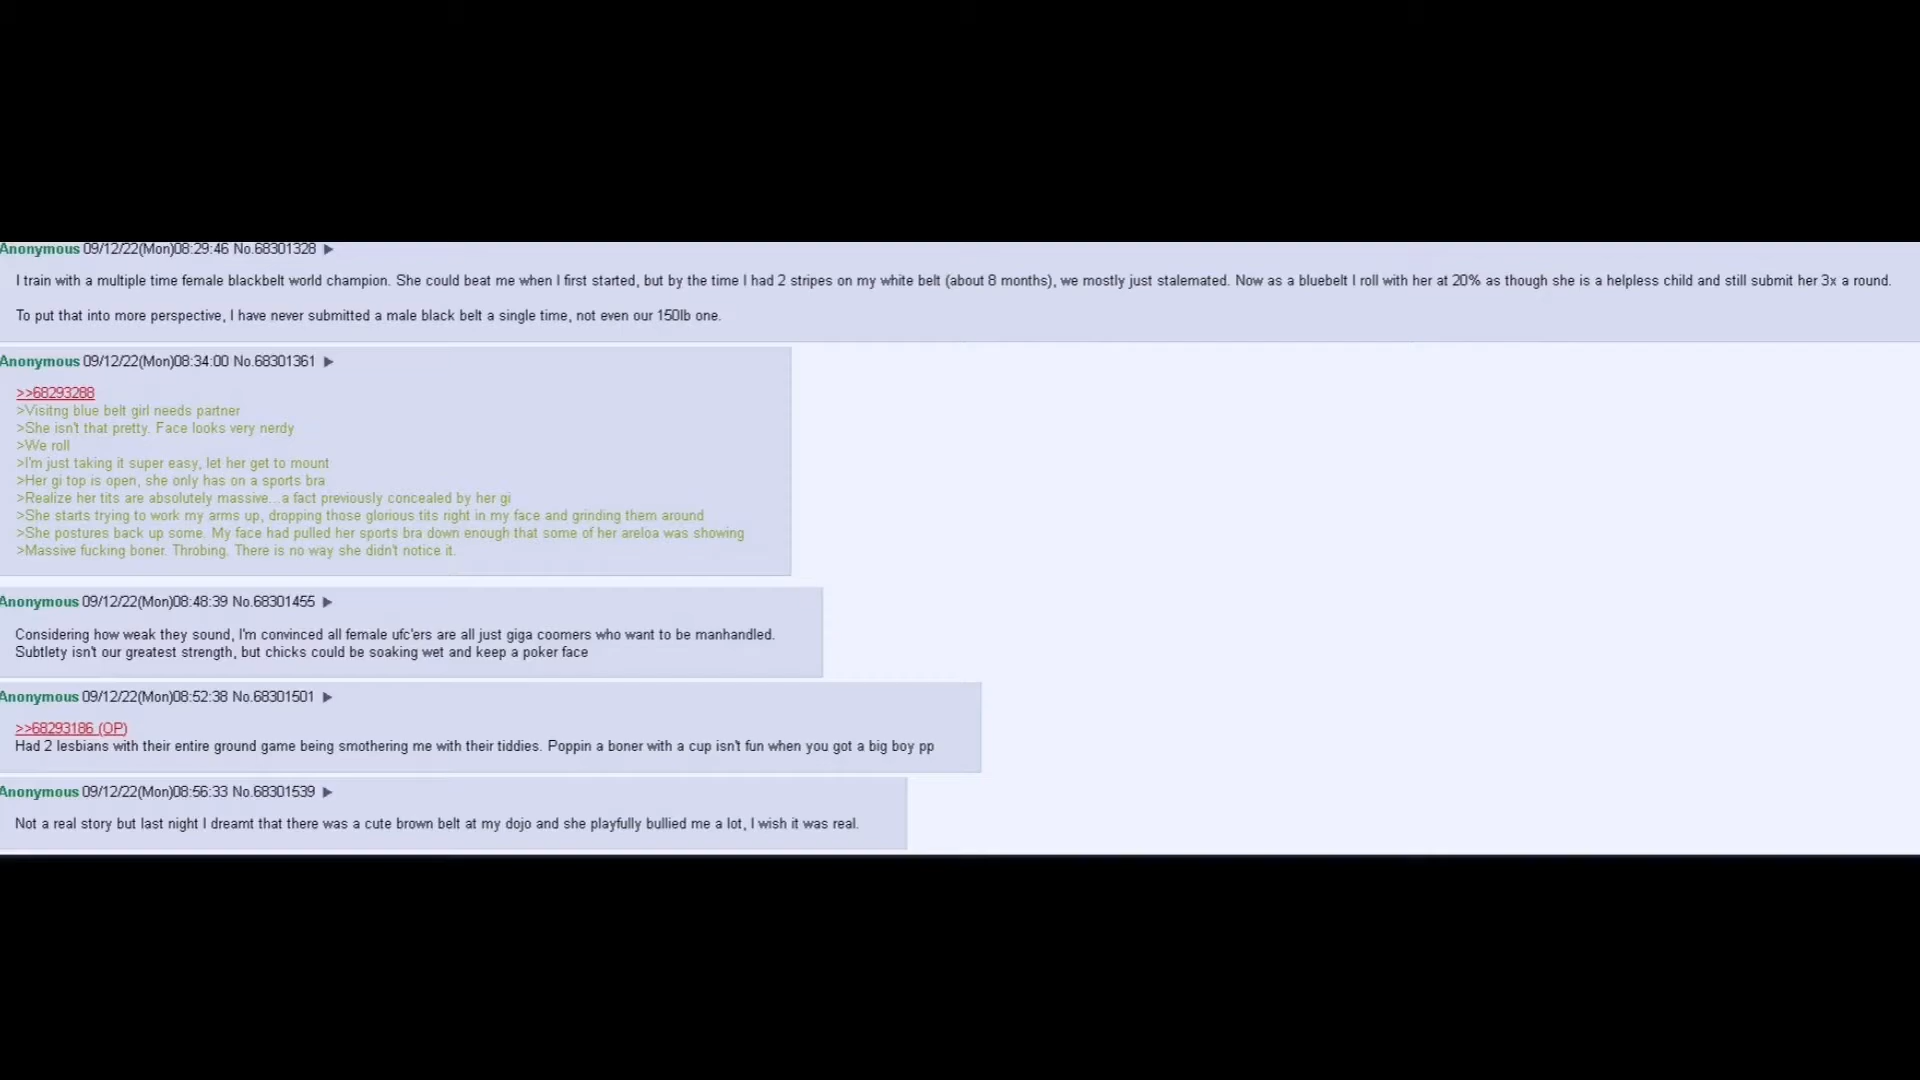 Anonymous 09/12/22(Mon)08:29:46 No.68301328 ▶
I train with a multiple time female blackbelt world champion. She could beat me when I first started, but by the time I had 2 stripes on my white belt (about 8 months), we mostly just stalemated. Now as a bluebelt I roll with her at 20% as though she is a helpless child and still submit her 3x a round.
To put that into more perspective, I have never submitted a male black belt a single time, not even our 150lb one.
Anonymous 09/12/22(Mon)08:34:00 No.68301361 ▶
>>68293288
>Visitng blue belt girl needs partner
>She isn't that pretty. Face looks very nerdy
>We roll
>I'm just taking it super easy, let her get to mount
>Her gi top is open, she only has on a sports bra
>Realize her tits are absolutely massive...a fact previously concealed by her gi
>She starts trying to work my arms up, dropping those glorious tits right in my face and grinding them around
>She postures back up some. My face had pulled her sports bra down enough that some of her areloa was showing
>Massive fucking boner. Throbing. There is no way she didn't notice it.
Anonymous 09/12/22(Mon)08:48:39 No.68301455 ▶
Considering how weak they sound, I'm convinced all female ufc'ers are all just giga coomers who want to be manhandled.
Subtlety isn't our greatest strength, but chicks could be soaking wet and keep a poker face
Anonymous 09/12/22(Mon)08:52:38 No.68301501 ▶
>>68293186 (OP)
Had 2 lesbians with their entire ground game being smothering me with their tiddies. Poppin a boner with a cup isn't fun when you got a big boy pp
Anonymous 09/12/22(Mon)08:56:33 No.68301539 ▶
Not a real story but last night I dreamt that there was a cute brown belt at my dojo and she playfully bullied me a lot, I wish it was real.